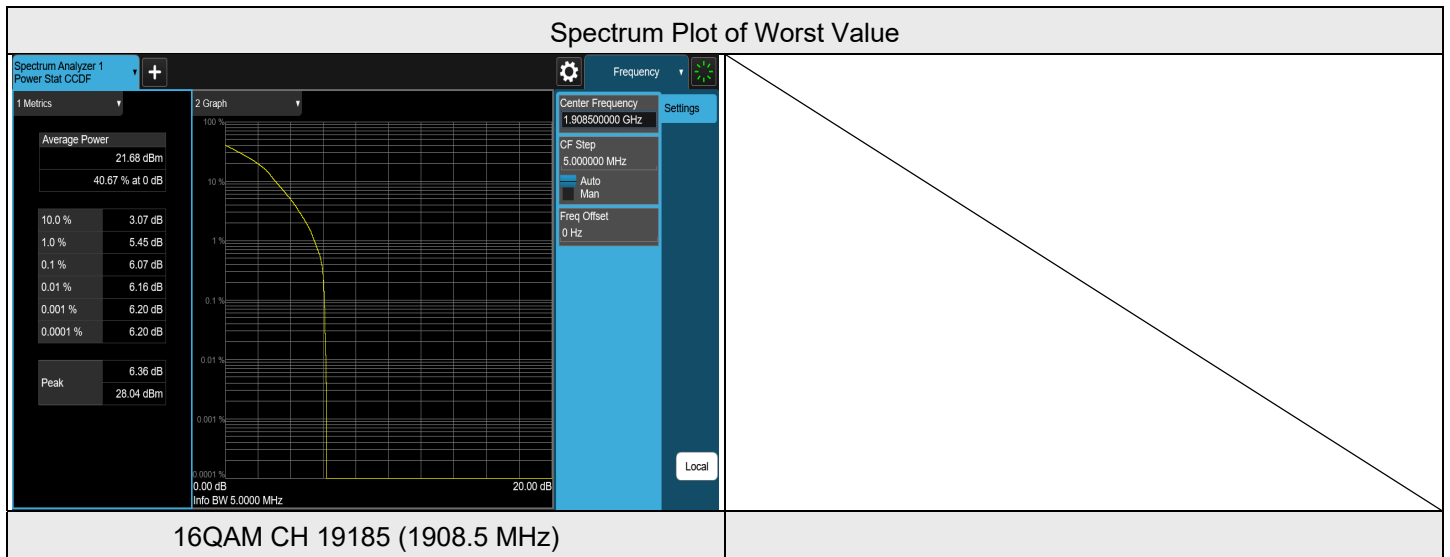 Spectrum Plot of Worst Value
Spectrum Analyzer 1
Power Stat CCDF
+
Frequency
1 Metrics
Average Power
21.68 dBm
40.67 % at 0 dB
10.0 % 3.07 dB
1.0 % 5.45 dB
0.1 % 6.07 dB
0.01 % 6.16 dB
0.001 % 6.20 dB
0.0001 % 6.20 dB
Peak
6.36 dB
28.04 dBm
2 Graph
100 %
10 %
1 %
0.1 %
0.01 %
0.001 %
0.0001 %
0.00 dB 20.00 dB
Info BW 5.0000 MHz
Center Frequency
1.908500000 GHz
CF Step
5.000000 MHz
Auto
Man
Freq Offset
0 Hz
Settings
Local
16QAM CH 19185 (1908.5 MHz)